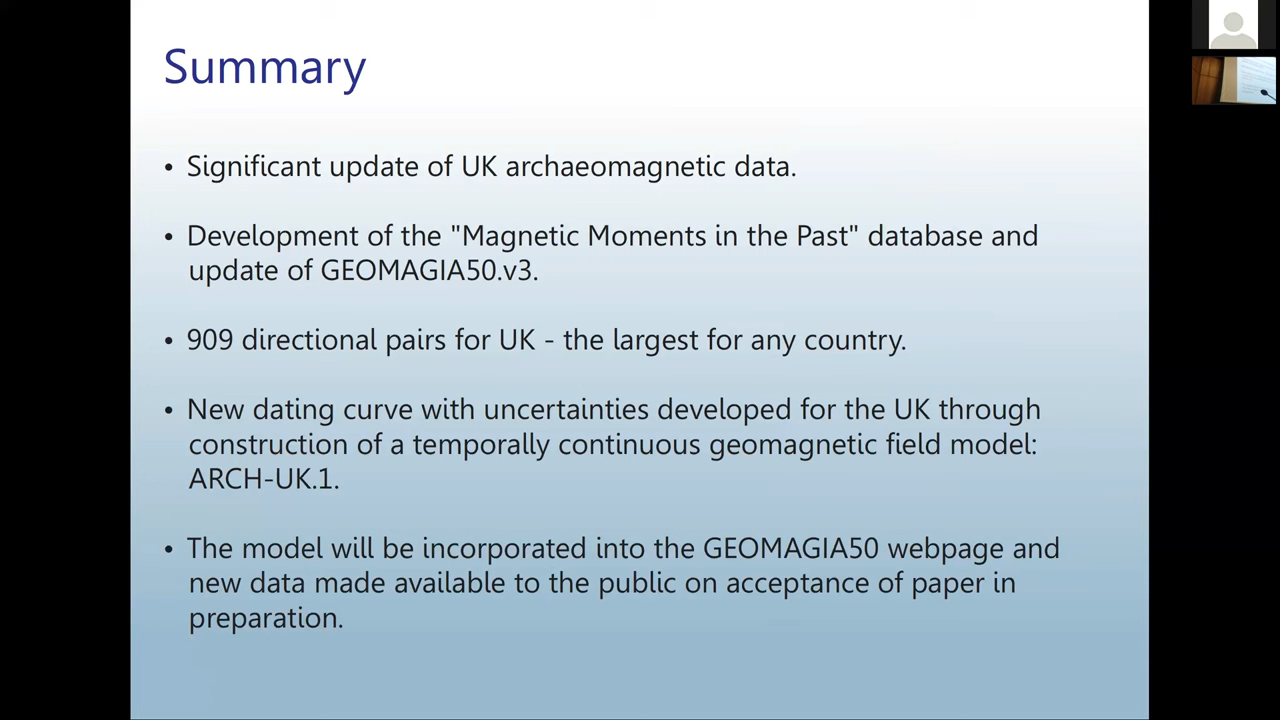 Summary
• Significant update of UK archaeomagnetic data.
• Development of the "Magnetic Moments in the Past" database and
update of GEOMAGIA50.v3.
• 909 directional pairs for UK - the largest for any country.
• New dating curve with uncertainties developed for the UK through
construction of a temporally continuous geomagnetic field model:
ARCH-UK.1.
• The model will be incorporated into the GEOMAGIA50 webpage and
new data made available to the public on acceptance of paper in
preparation.